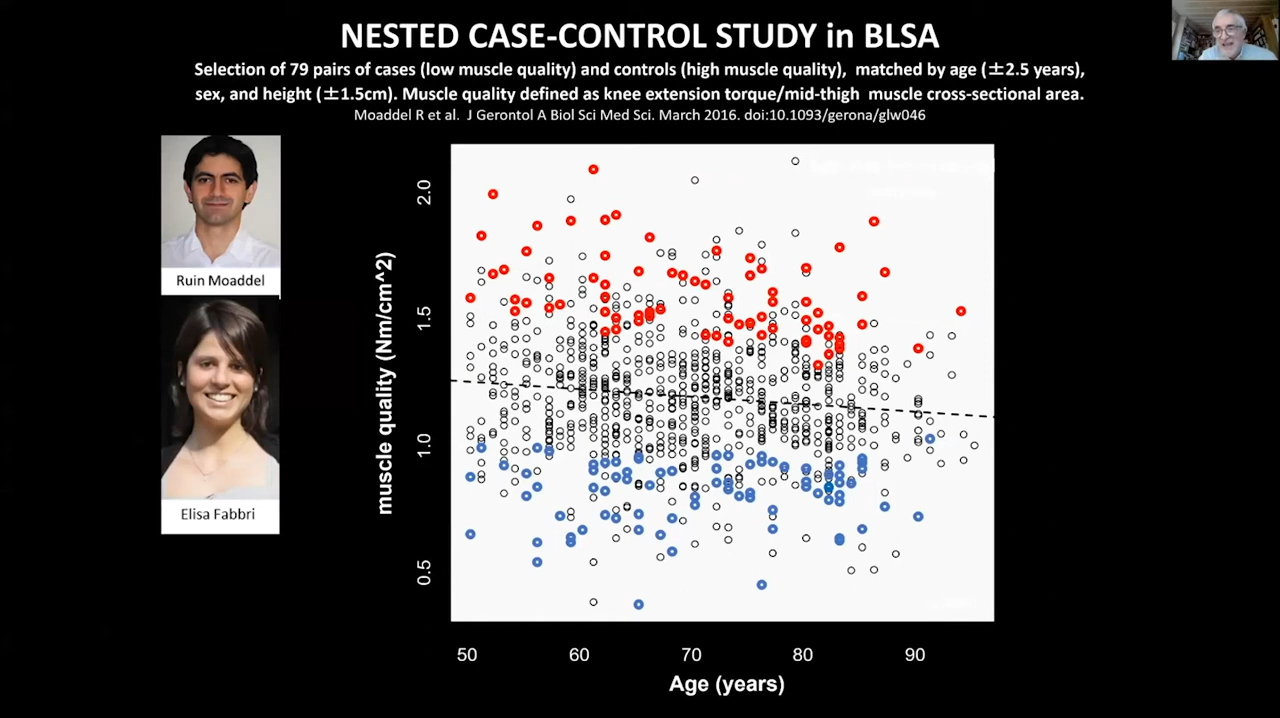 NESTED CASE-CONTROL STUDY in BLSA
Selection of 79 pairs of cases (low muscle quality) and controls (high muscle quality),  matched by age (±2.5 years),
sex, and height (±1.5cm). Muscle quality defined as knee extension torque/mid-thigh  muscle cross-sectional area.
Moaddel R et al.  J Gerontol A Biol Sci Med Sci. March 2016. doi:10.1093/gerona/glw046
Ruin Moaddel
Elisa Fabbri
muscle quality (Nm/cm^2)
2.0
1.5
1.0
0.5
50 60 70 80 90
Age (years)